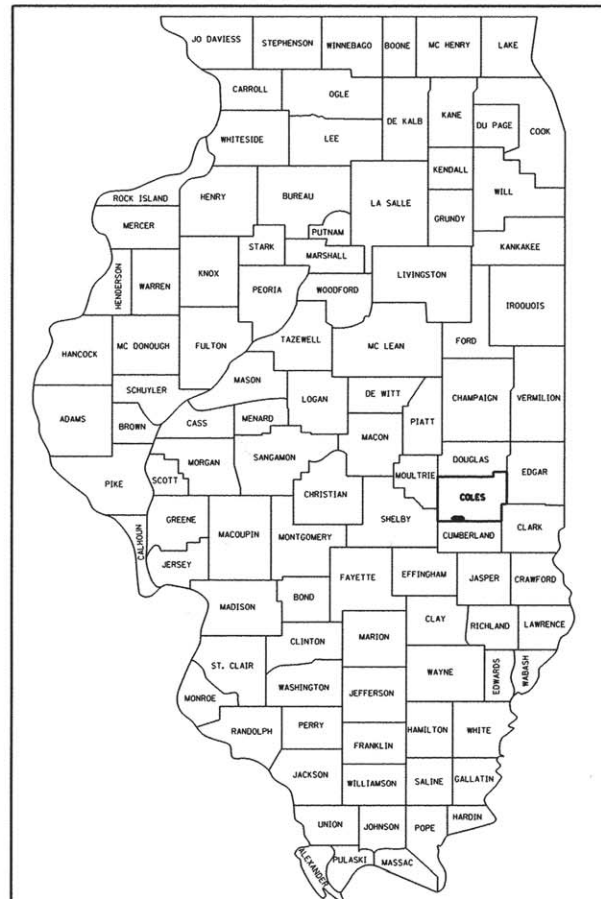 JO DAVIESS
STEPHENSON
WINNEBAGO
BOONE
MC HENRY
LAKE
CARROLL
OGLE
DE KALB
KANE
DU PAGE
COOK
WHITESIDE
LEE
KENDALL
WILL
ROCK ISLAND
HENRY
BUREAU
LA SALLE
GRUNDY
MERCER
PUTNAM
KANKAKEE
STARK
MARSHALL
HENDERSON
WARREN
KNOX
PEORIA
WOODFORD
LIVINGSTON
IROQUOIS
HANCOCK
MC DONOUGH
FULTON
TAZEWELL
MC LEAN
FORD
MASON
SCHUYLER
LOGAN
DE WITT
CHAMPAIGN
VERMILION
ADAMS
BROWN
CASS
MENARD
PIATT
MACON
MORGAN
SANGAMON
DOUGLAS
EDGAR
PIKE
SCOTT
CHRISTIAN
MOULTRIE
COLES
CALHOUN
GREENE
MACOUPIN
MONTGOMERY
SHELBY
CUMBERLAND
CLARK
JERSEY
FAYETTE
EFFINGHAM
JASPER
CRAWFORD
MADISON
BOND
CLAY
RICHLAND
LAWRENCE
CLINTON
MARION
ST. CLAIR
WAYNE
EDWARDS
WABASH
MONROE
WASHINGTON
JEFFERSON
RANDOLPH
PERRY
HAMILTON
WHITE
FRANKLIN
JACKSON
WILLIAMSON
SALINE
GALLATIN
UNION
JOHNSON
POPE
HARDIN
ALEXANDER
PULASKI
MASSAC